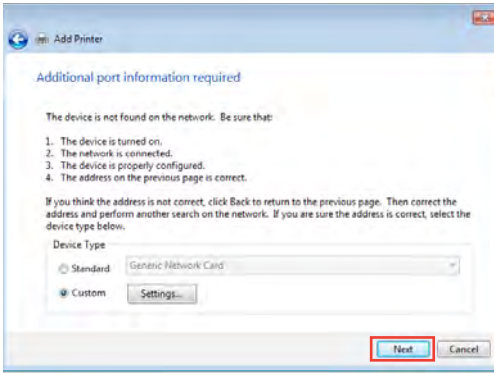 Add Printer
Additional port information required
The device is not found on the network. Be sure that:
1. The device is turned on.
2. The network is connected.
3. The device is properly configured.
4. The address on the previous page is correct.
If you think the address is not correct, click Back to return to the previous page. Then correct the
address and perform another search on the network. If you are sure the address is correct, select the
device type below.
Device Type
Standard Generic Network Card
Custom Settings...
Next Cancel